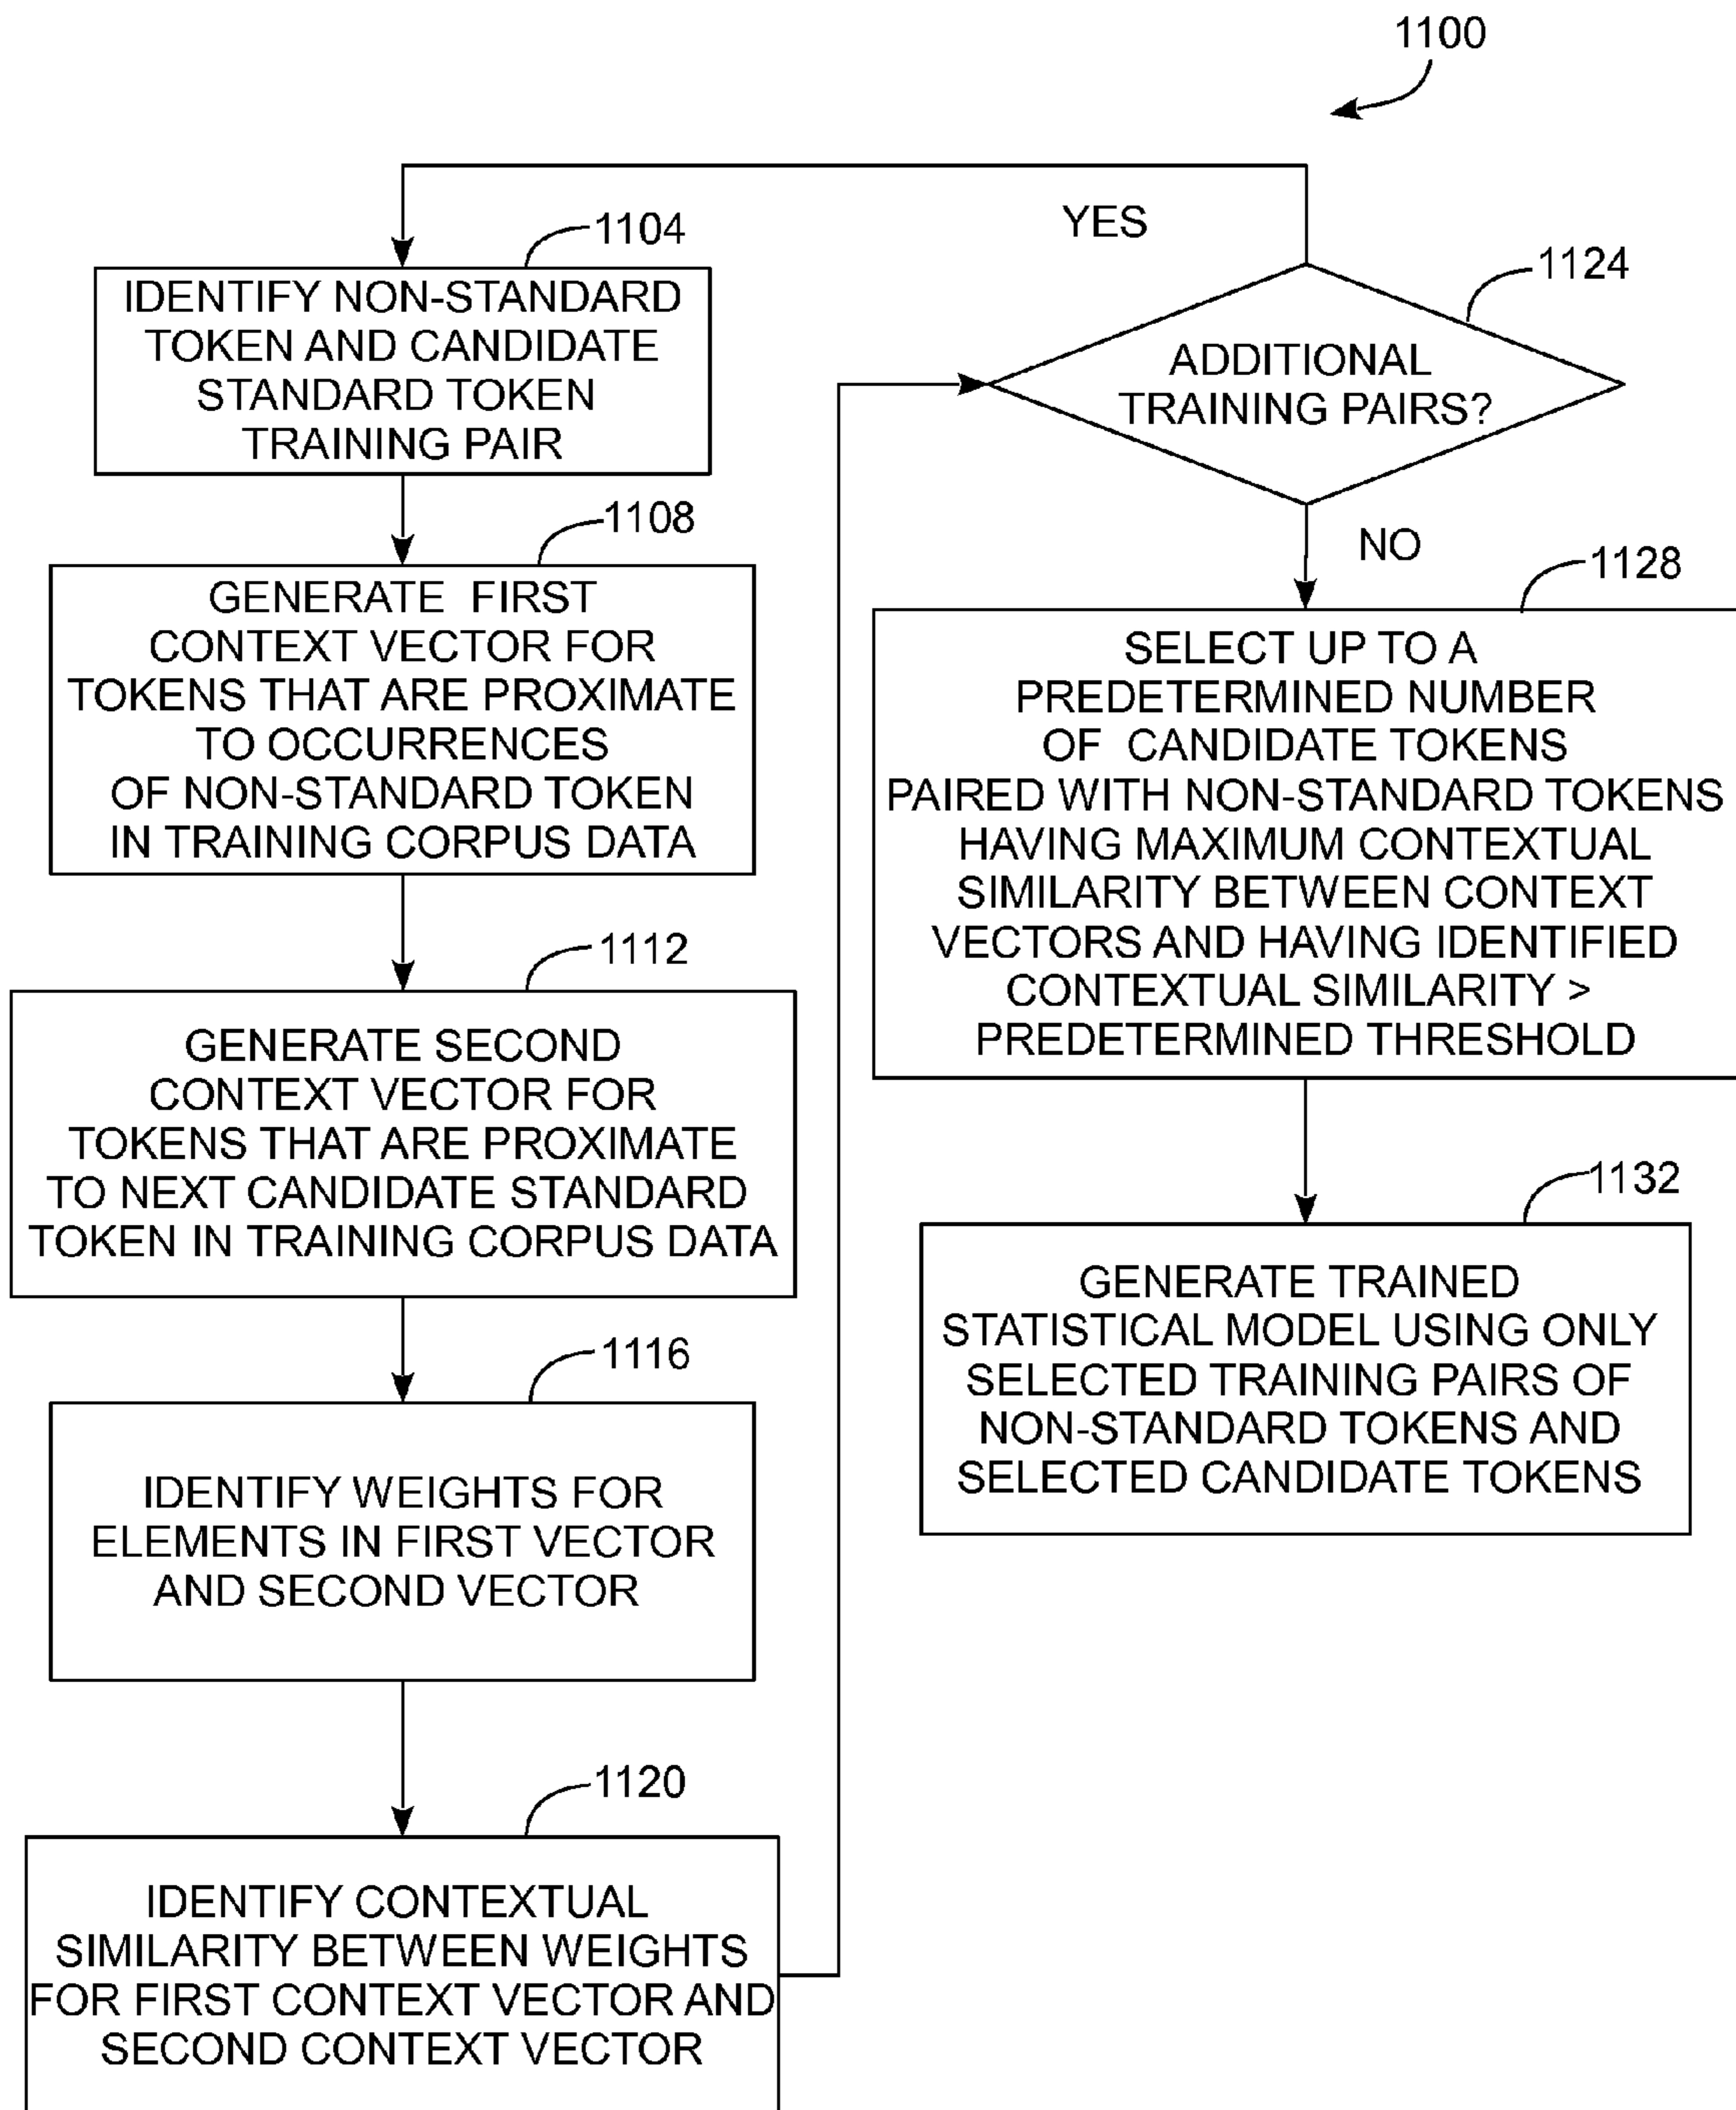 1100
1104
IDENTIFY NON-STANDARD
TOKEN AND CANDIDATE
STANDARD TOKEN
TRAINING PAIR
1108
GENERATE FIRST
CONTEXT VECTOR FOR
TOKENS THAT ARE PROXIMATE
TO OCCURRENCES
OF NON-STANDARD TOKEN
IN TRAINING CORPUS DATA
1112
GENERATE SECOND
CONTEXT VECTOR FOR
TOKENS THAT ARE PROXIMATE
TO NEXT CANDIDATE STANDARD
TOKEN IN TRAINING CORPUS DATA
1116
IDENTIFY WEIGHTS FOR
ELEMENTS IN FIRST VECTOR
AND SECOND VECTOR
1120
IDENTIFY CONTEXTUAL
SIMILARITY BETWEEN WEIGHTS
FOR FIRST CONTEXT VECTOR AND
SECOND CONTEXT VECTOR
YES
1124
ADDITIONAL
TRAINING PAIRS?
NO
1128
SELECT UP TO A
PREDETERMINED NUMBER
OF CANDIDATE TOKENS
PAIRED WITH NON-STANDARD TOKENS
HAVING MAXIMUM CONTEXTUAL
SIMILARITY BETWEEN CONTEXT
VECTORS AND HAVING IDENTIFIED
CONTEXTUAL SIMILARITY >
PREDETERMINED THRESHOLD
1132
GENERATE TRAINED
STATISTICAL MODEL USING ONLY
SELECTED TRAINING PAIRS OF
NON-STANDARD TOKENS AND
SELECTED CANDIDATE TOKENS